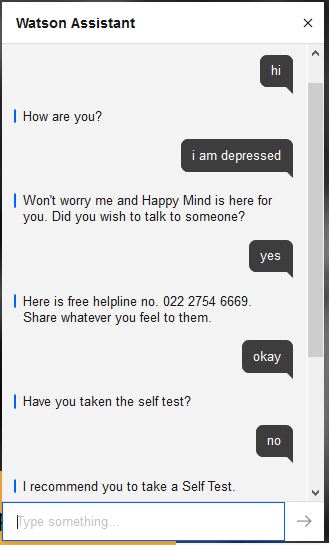 Watson Assistant
hi
How are you?
i am depressed
Won't worry me and Happy Mind is here for
you. Did you wish to talk to someone?
yes
Here is free helpline no. 022 2754 6669.
Share whatever you feel to them.
okay
Have you taken the self test?
no
I recommend you to take a Self Test.
Type something...